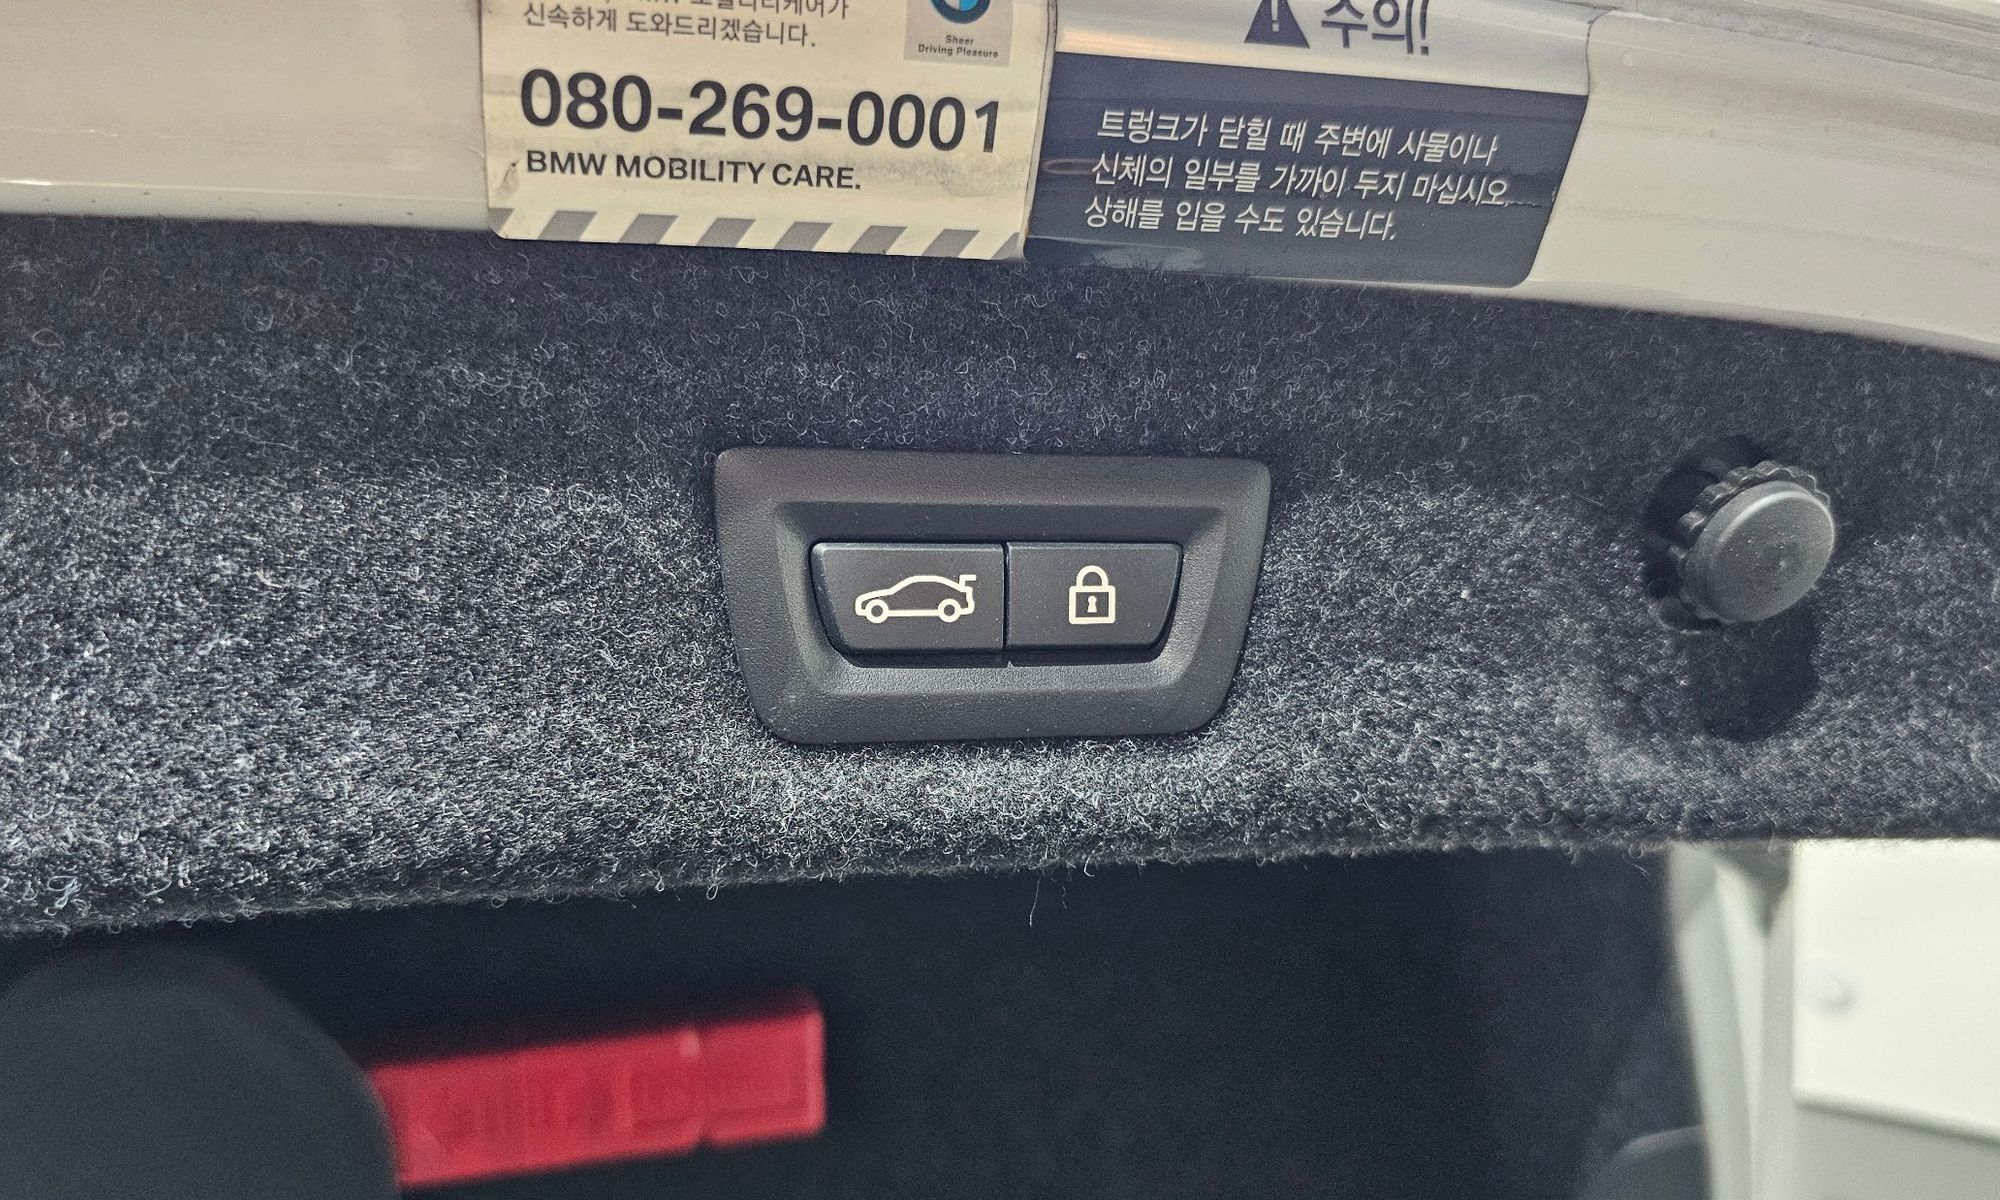 신속하게 도와드리겠습니다.
Sheer
Driving Pleasure
080-269-0001
BMW MOBILITY CARE.
주의!
트렁크가 닫힐 때 주변에 사물이나
신체의 일부를 가까이 두지 마십시오.
상해를 입을 수도 있습니다.